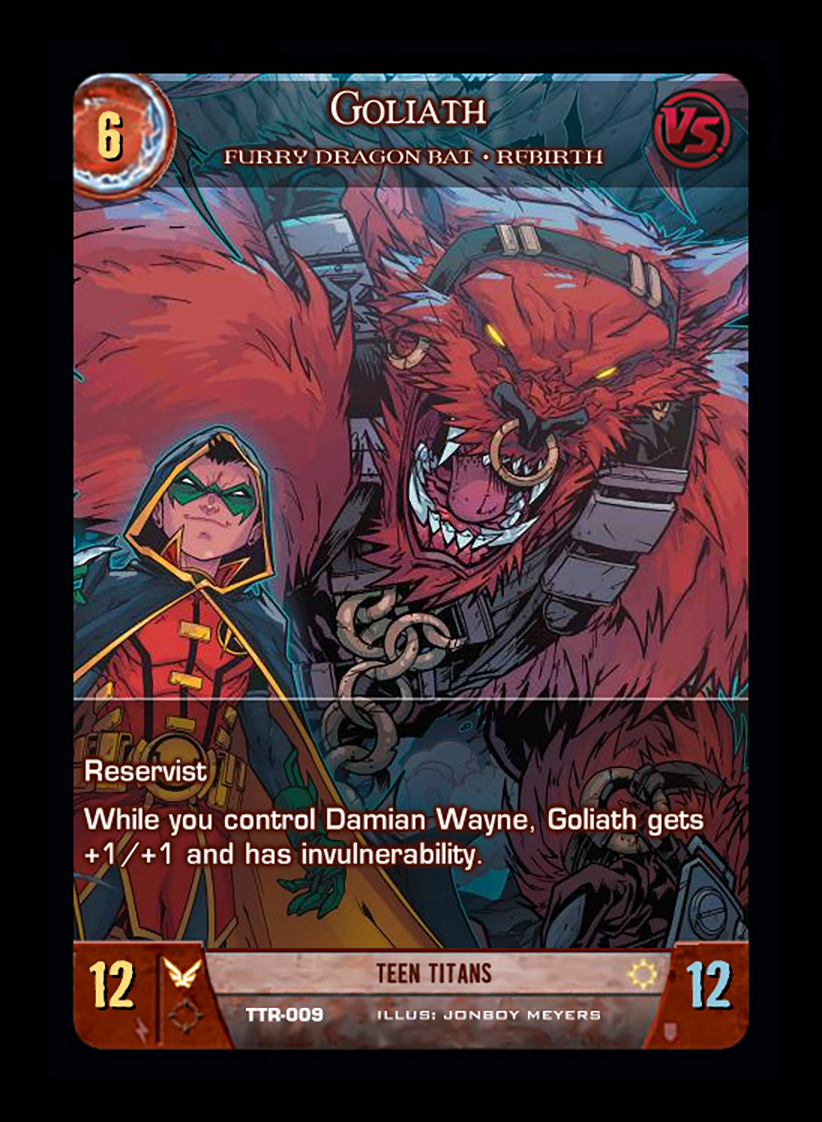 6
GOLIATH
VS.
FURRY DRAGON BAT • REBIRTH
Reservist
While you control Damian Wayne, Goliath gets
+1/+1 and has invulnerability.
12
TEEN TITANS
12
TTR-009
ILLUS: JONBOY MEYERS